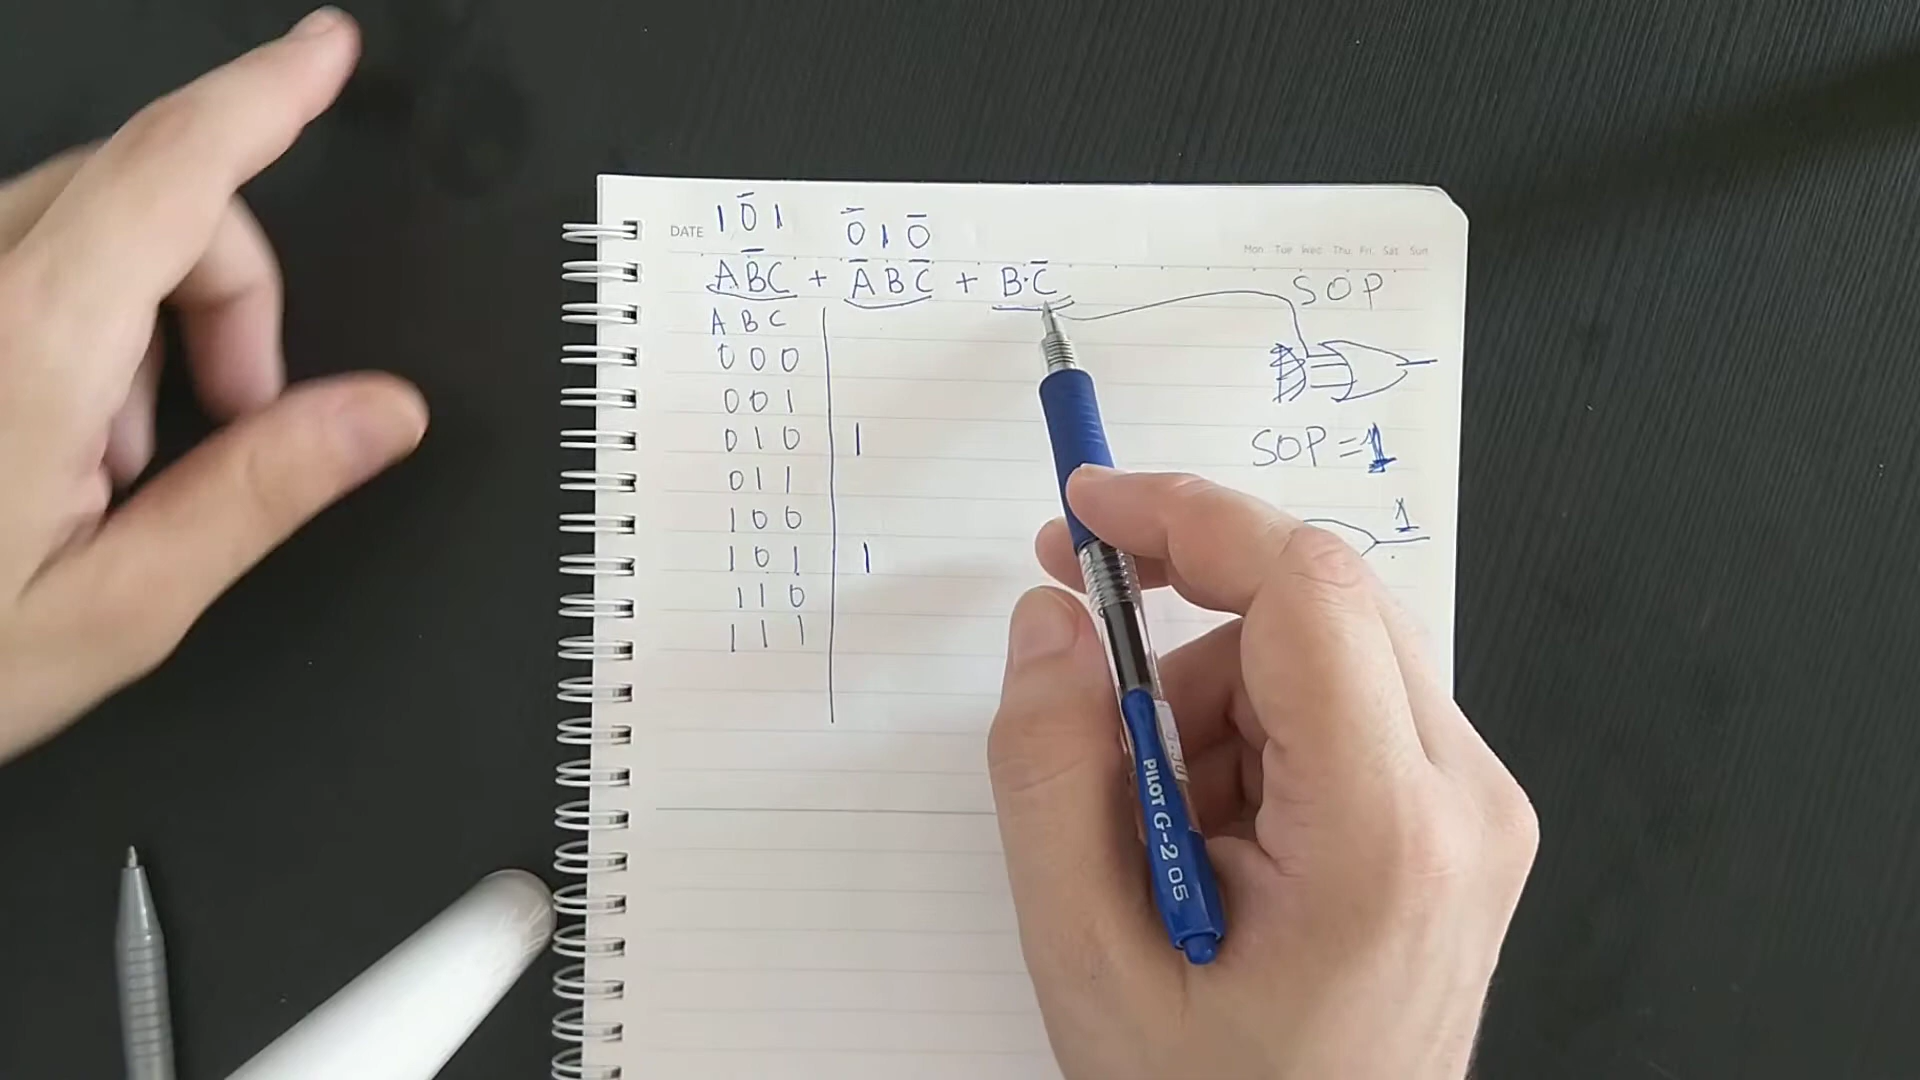 1 0̅ 1 0̅ 1 0̅
DATE
Mon Tue Wed Thu Fri Sat Sun
AB̅C + A̅BC̅ + B·C̅
SOP
A B C
0 0 0
0 0 1
0 1 0 1
SOP = 1
0 1 1
1 0 0
1
1 0 1 1
1 1 0
1 1 1
PILOT G-2 05